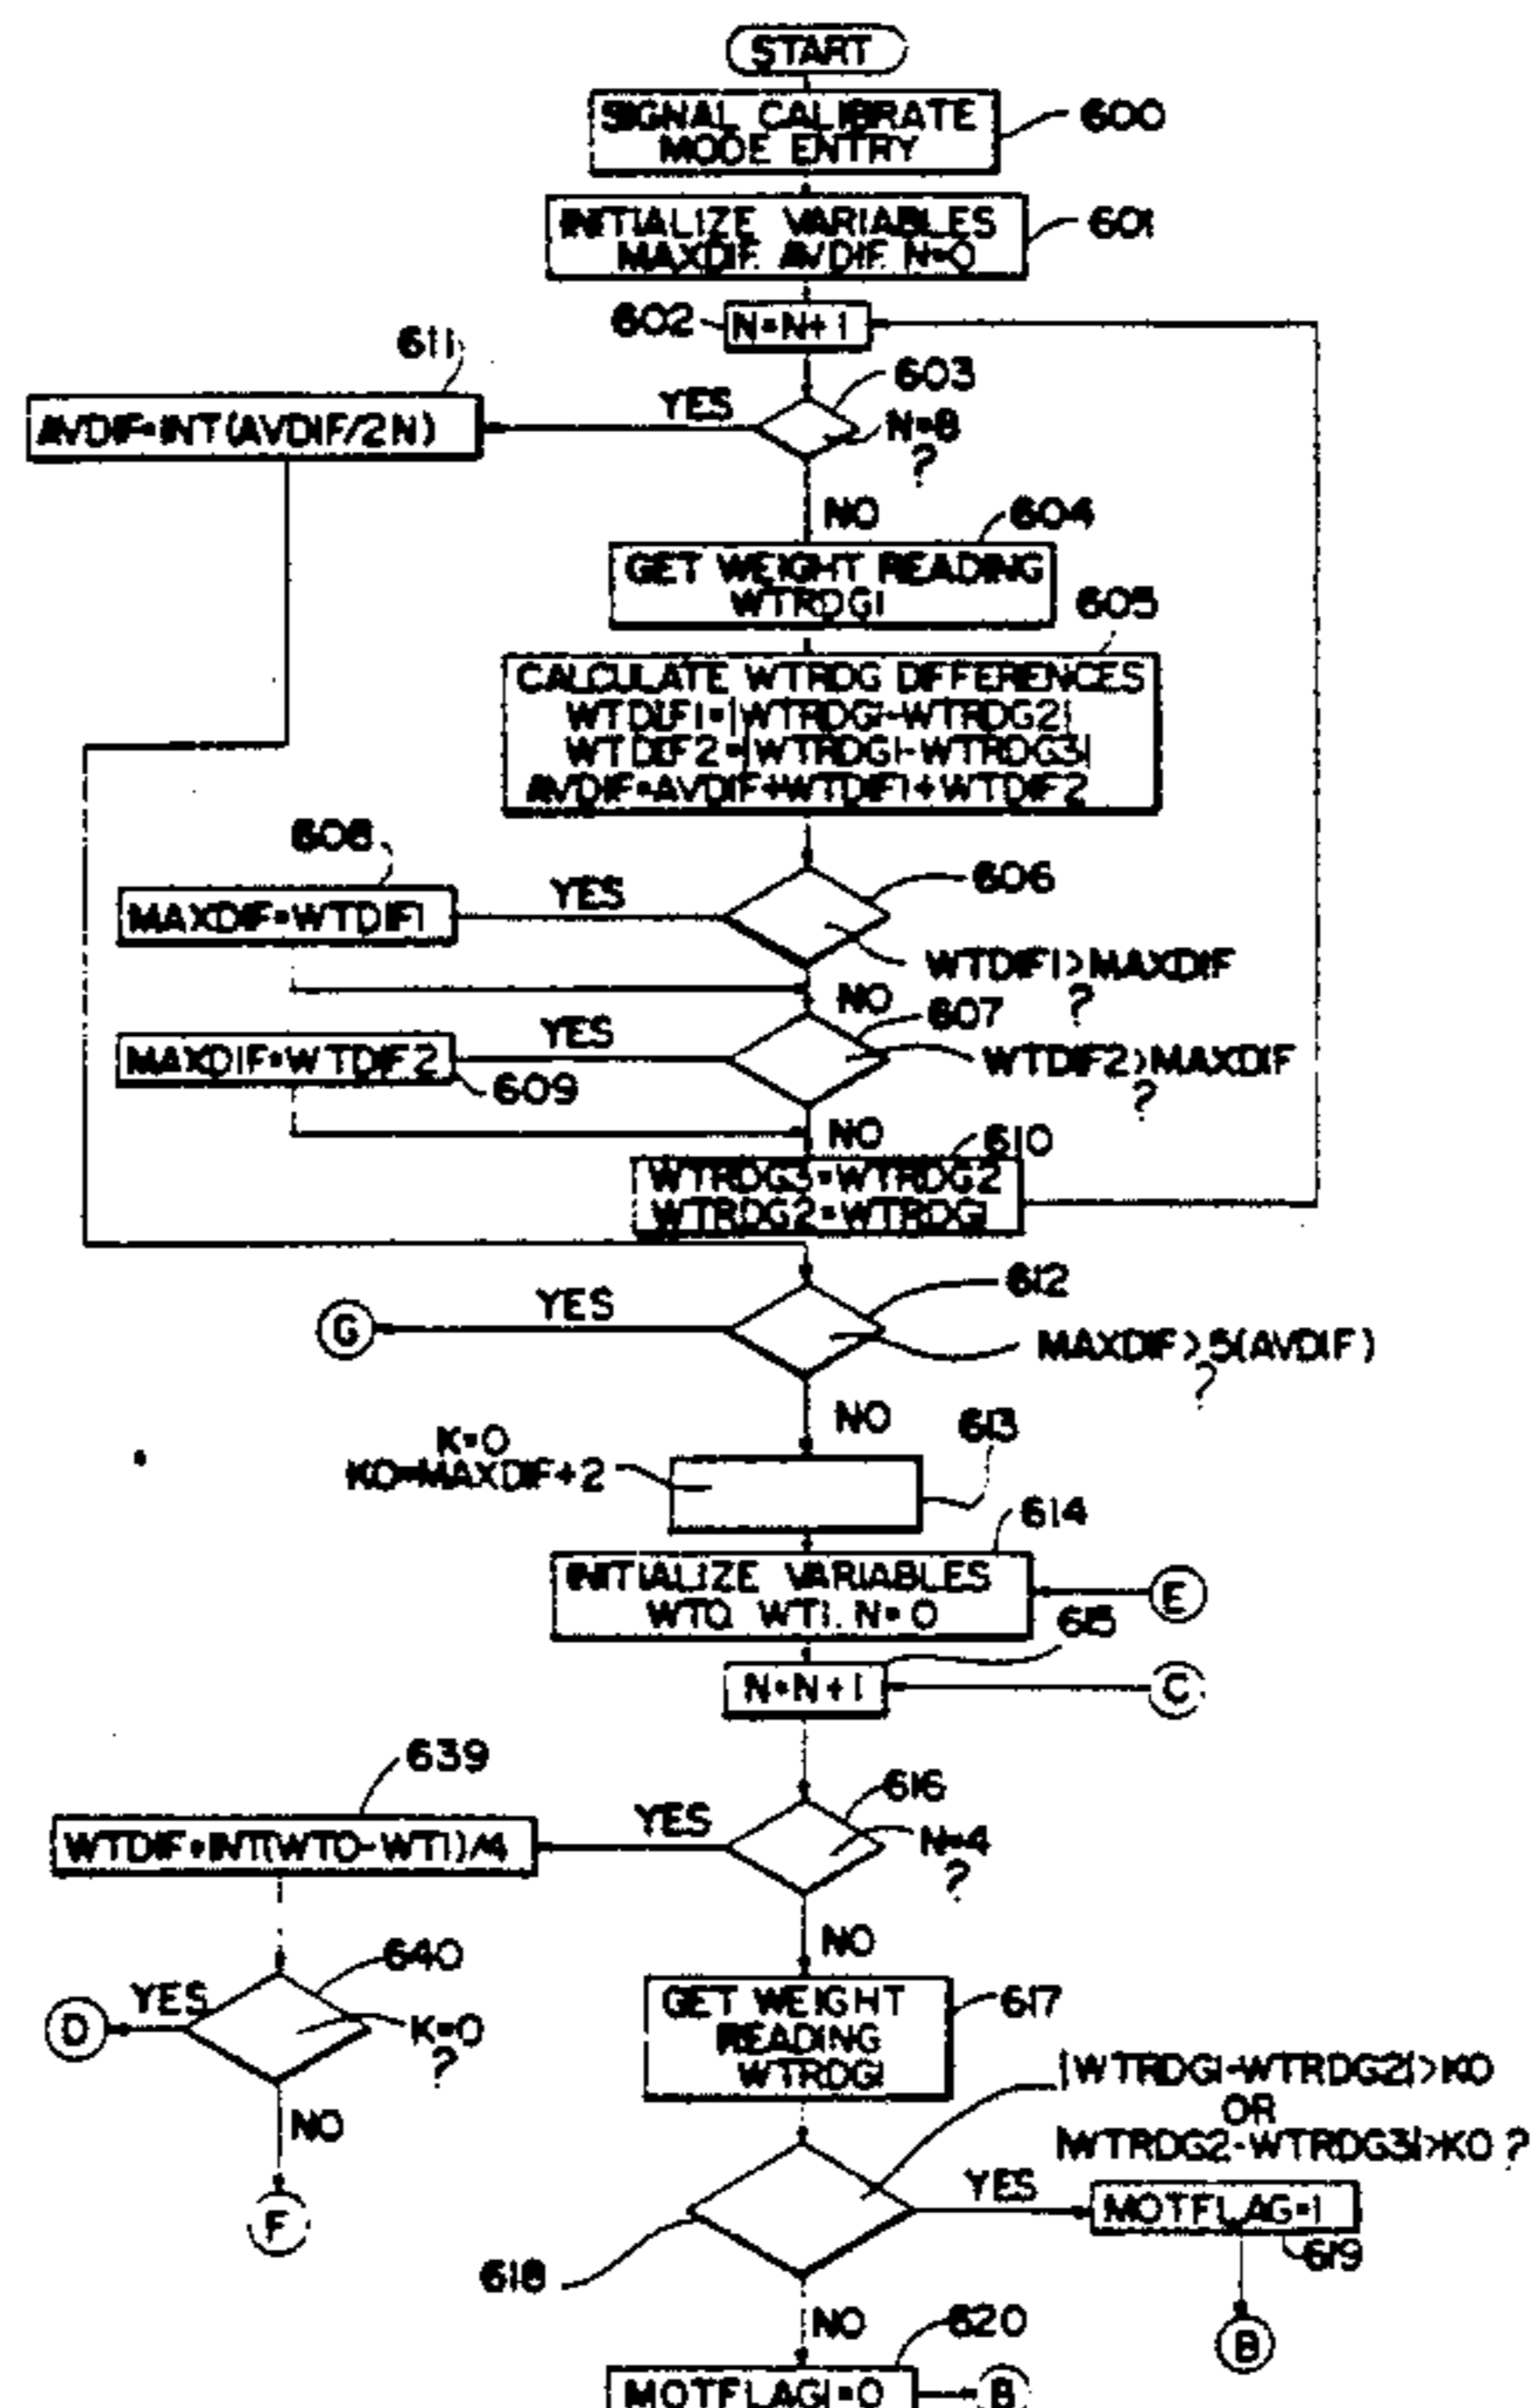 START
SIGNAL CALIBRATE
MODE ENTRY
600
INITIALIZE VARIABLES
MAXDIF, AVDIF, N=0
601
602
N=N+1
611
603
YES
AVDIF=INT(AVDIF/2N)
N=8
?
NO
604
GET WEIGHT READING
WTRDG1
605
CALCULATE WTRDG DIFFERENCES
WTDIF1=|WTRDG1-WTRDG2|
WTDIF2=|WTRDG1-WTRDG3|
AVDIF=AVDIF+WTDIF1+WTDIF2
608
606
YES
MAXDIF=WTDIF1
WTDIF1>MAXDIF
?
NO
607
YES
MAXDIF=WTDIF2
WTDIF2>MAXDIF
?
609
NO
610
WTRDG3=WTRDG2
WTRDG2=WTRDG1
612
YES
G
MAXDIF>5(AVDIF)
?
NO
613
K=0
K0=MAXDIF+2
614
INITIALIZE VARIABLES
WT0, WT1, N=0
E
615
N=N+1
C
639
616
YES
WTDIF=INT(WT0-WT1)/4
N=4
?
NO
640
YES
D
K=0
?
NO
F
GET WEIGHT
READING
WTRDG1
617
|WTRDG1-WTRDG2|>K0
OR
|WTRDG2-WTRDG3|>K0 ?
YES
MOTFLAG=1
619
618
B
NO
620
MOTFLAG1=0
B